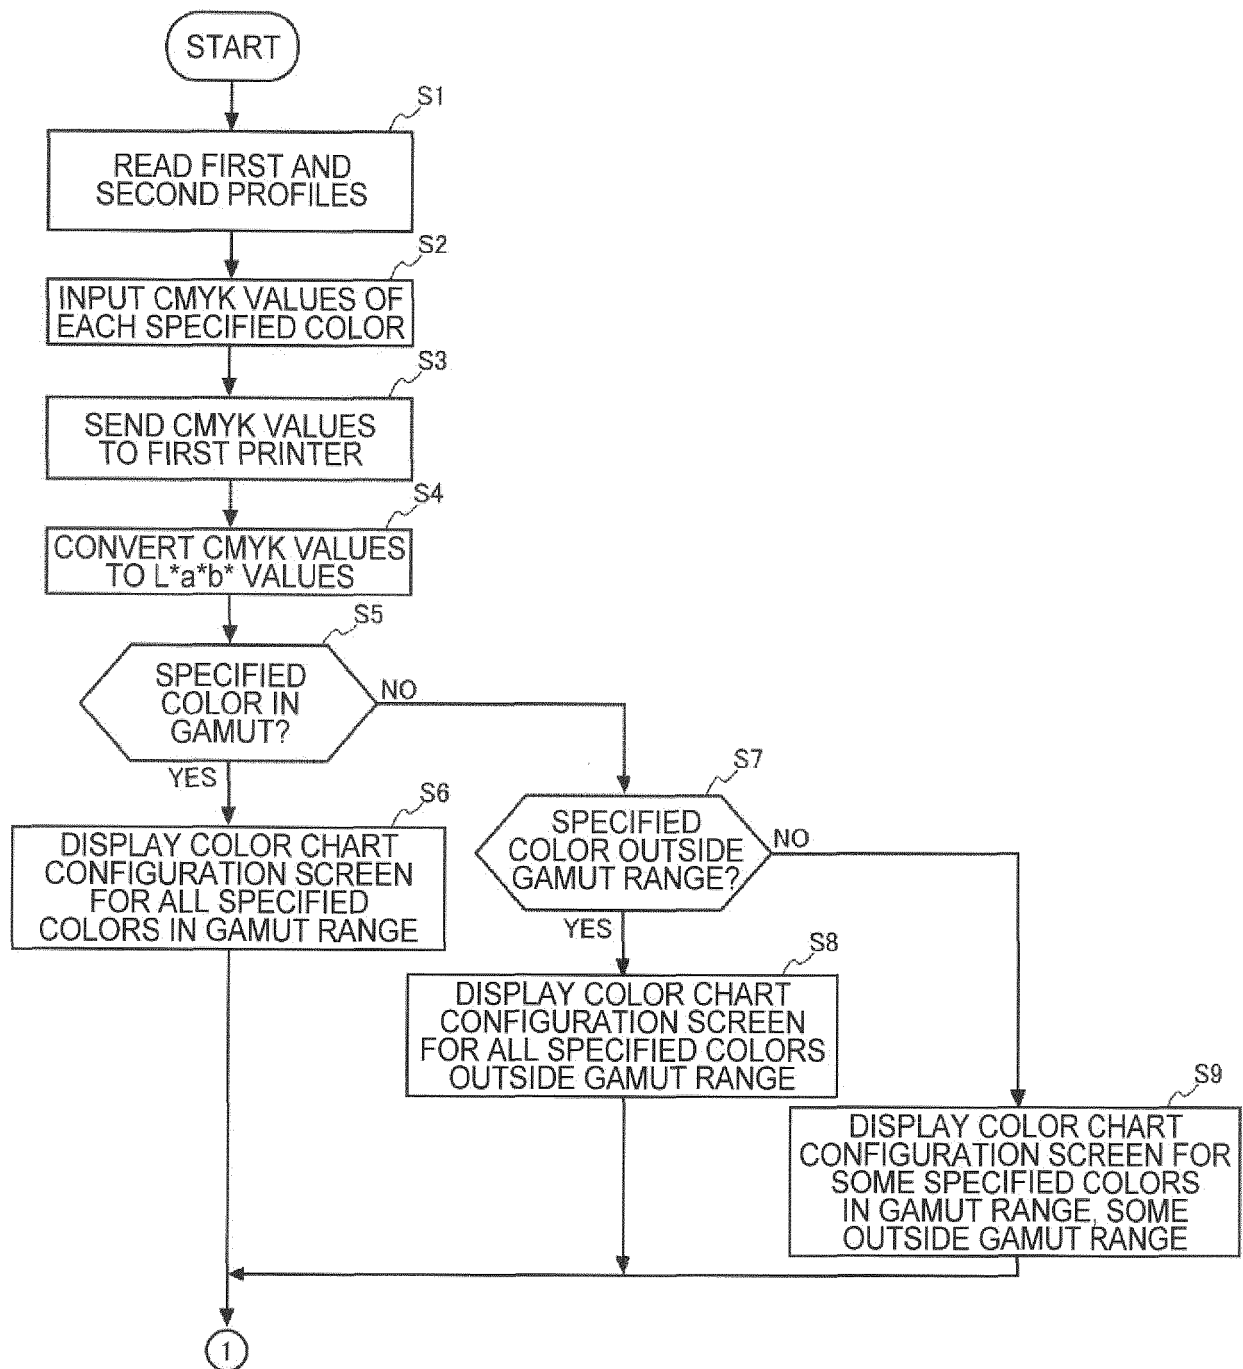 START
S1
READ FIRST AND
SECOND PROFILES
S2
INPUT CMYK VALUES OF
EACH SPECIFIED COLOR
S3
SEND CMYK VALUES
TO FIRST PRINTER
S4
CONVERT CMYK VALUES
TO L*a*b* VALUES
S5
SPECIFIED
COLOR IN
GAMUT?
NO
YES
S6
DISPLAY COLOR CHART
CONFIGURATION SCREEN
FOR ALL SPECIFIED
COLORS IN GAMUT RANGE
S7
SPECIFIED
COLOR OUTSIDE
GAMUT RANGE?
NO
YES
S8
DISPLAY COLOR CHART
CONFIGURATION SCREEN
FOR ALL SPECIFIED COLORS
OUTSIDE GAMUT RANGE
S9
DISPLAY COLOR CHART
CONFIGURATION SCREEN FOR
SOME SPECIFIED COLORS
IN GAMUT RANGE, SOME
OUTSIDE GAMUT RANGE
1